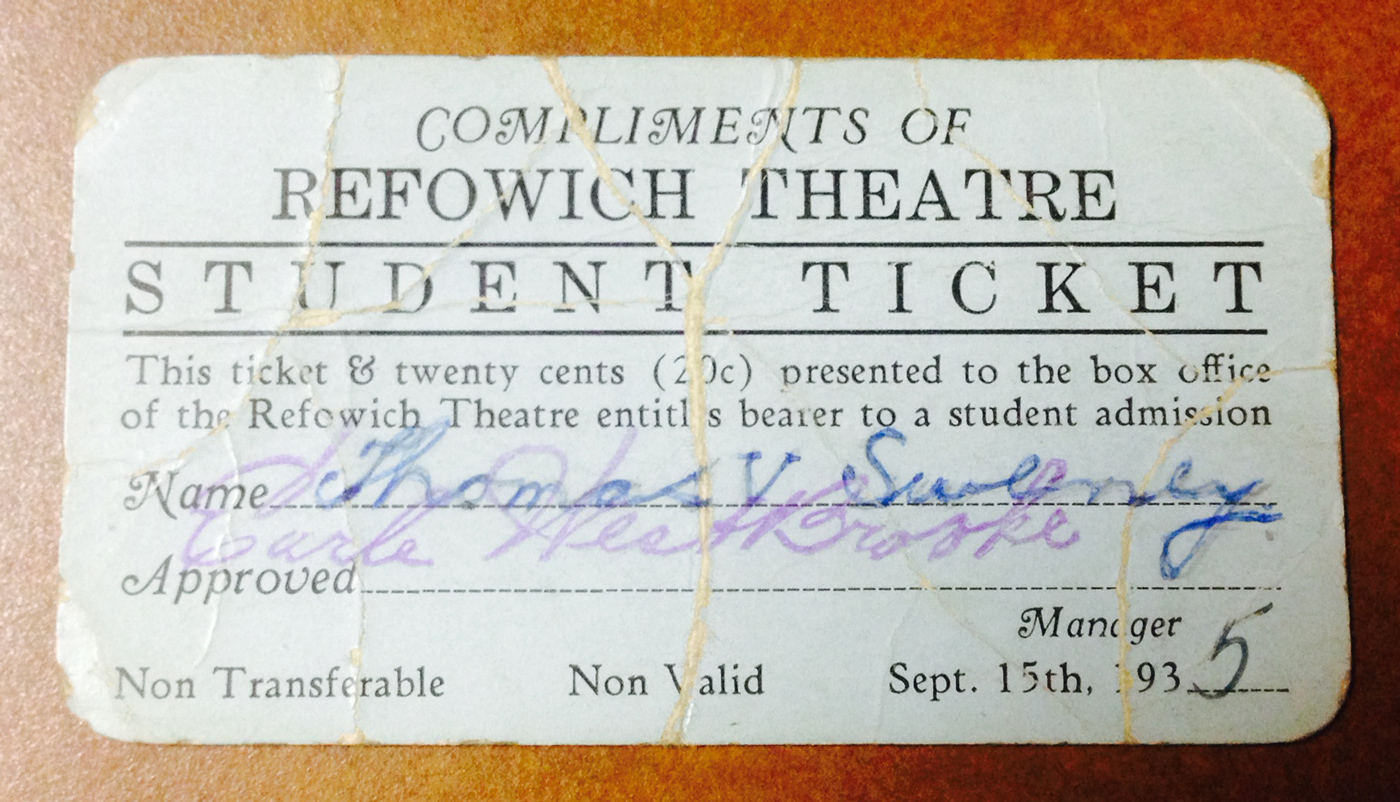 COMPLIMENTS OF
REFOWICH THEATRE
STUDENT TICKET
This ticket & twenty cents (20c) presented to the box office
of the Refowich Theatre entitles bearer to a student admission
Name Thomas V Sweeney
Earle Westbrooke
Approved
Manager
Non Transferable Non Valid Sept. 15th, 1935